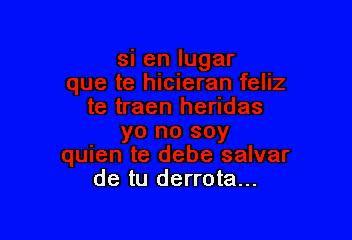 si en lugar
que te hicieran feliz
te traen heridas
yo no soy
quien te debe salvar
de tu derrota...